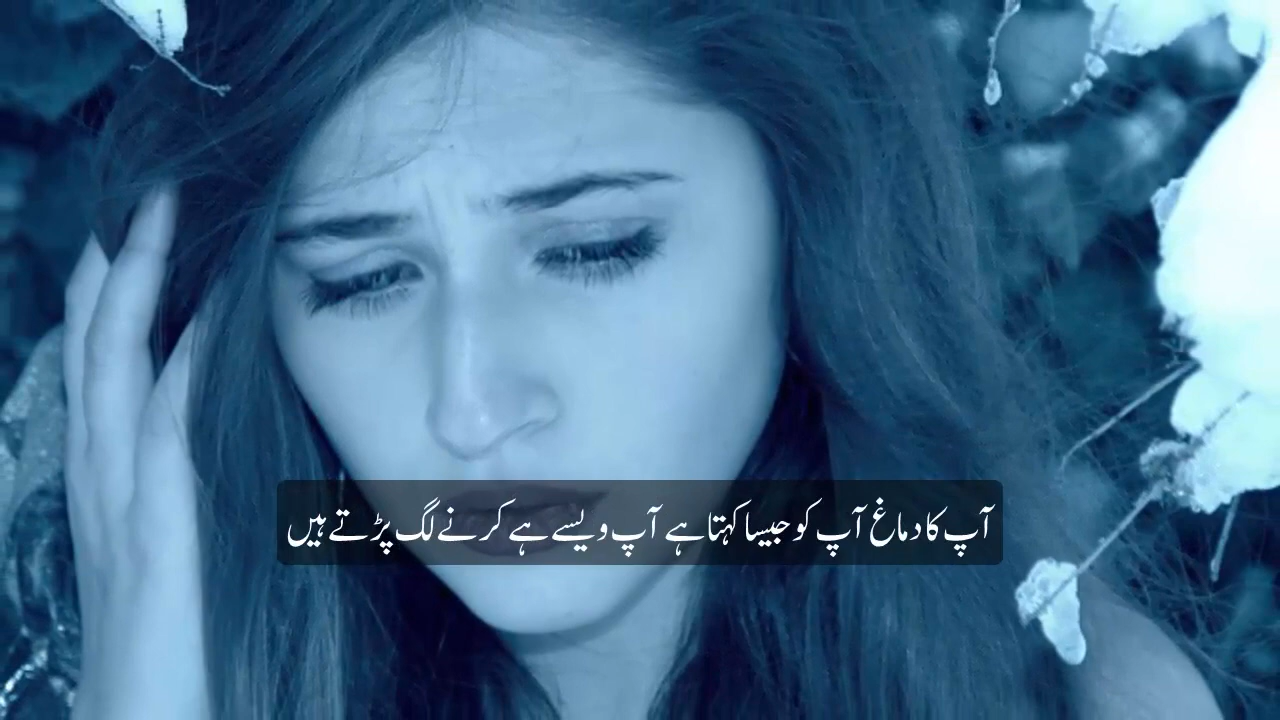 آپ کا دماغ آپ کو جیسا کہتا ہے آپ ویسے ہے کرنے لگ پڑتے ہیں